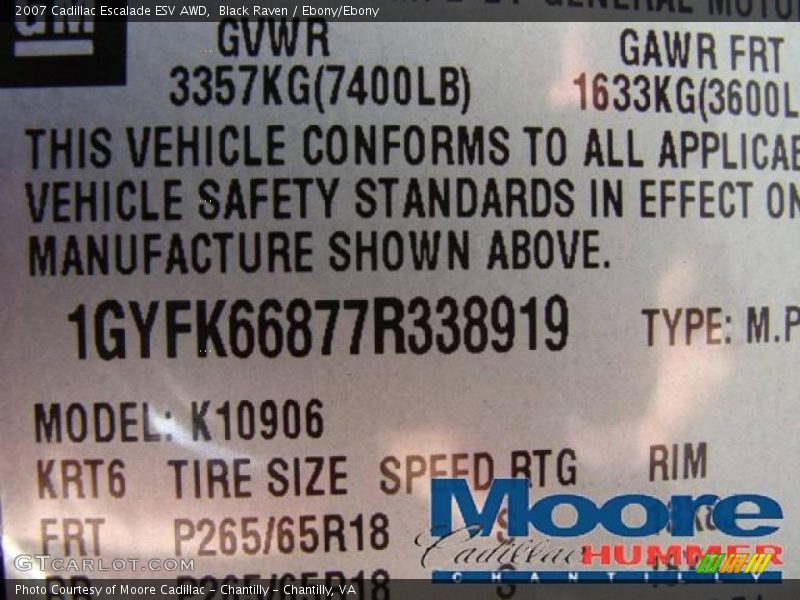 2007 Cadillac Escalade ESV AWD, Black Raven / Ebony/Ebony
GM
GVWR GAWR FRT
3357KG(7400LB) 1633KG(3600L
THIS VEHICLE CONFORMS TO ALL APPLICAB
VEHICLE SAFETY STANDARDS IN EFFECT ON
MANUFACTURE SHOWN ABOVE.
1GYFK66877R338919 TYPE: M.P
MODEL: K10906
KRT6 TIRE SIZE SPEED RTG RIM
FRT P265/65R18 S
RR P265/65R18 S
Moore
Cadillac HUMMER
CHANTILLY
GTcarlot.com
Photo Courtesy of Moore Cadillac - Chantilly - Chantilly, VA